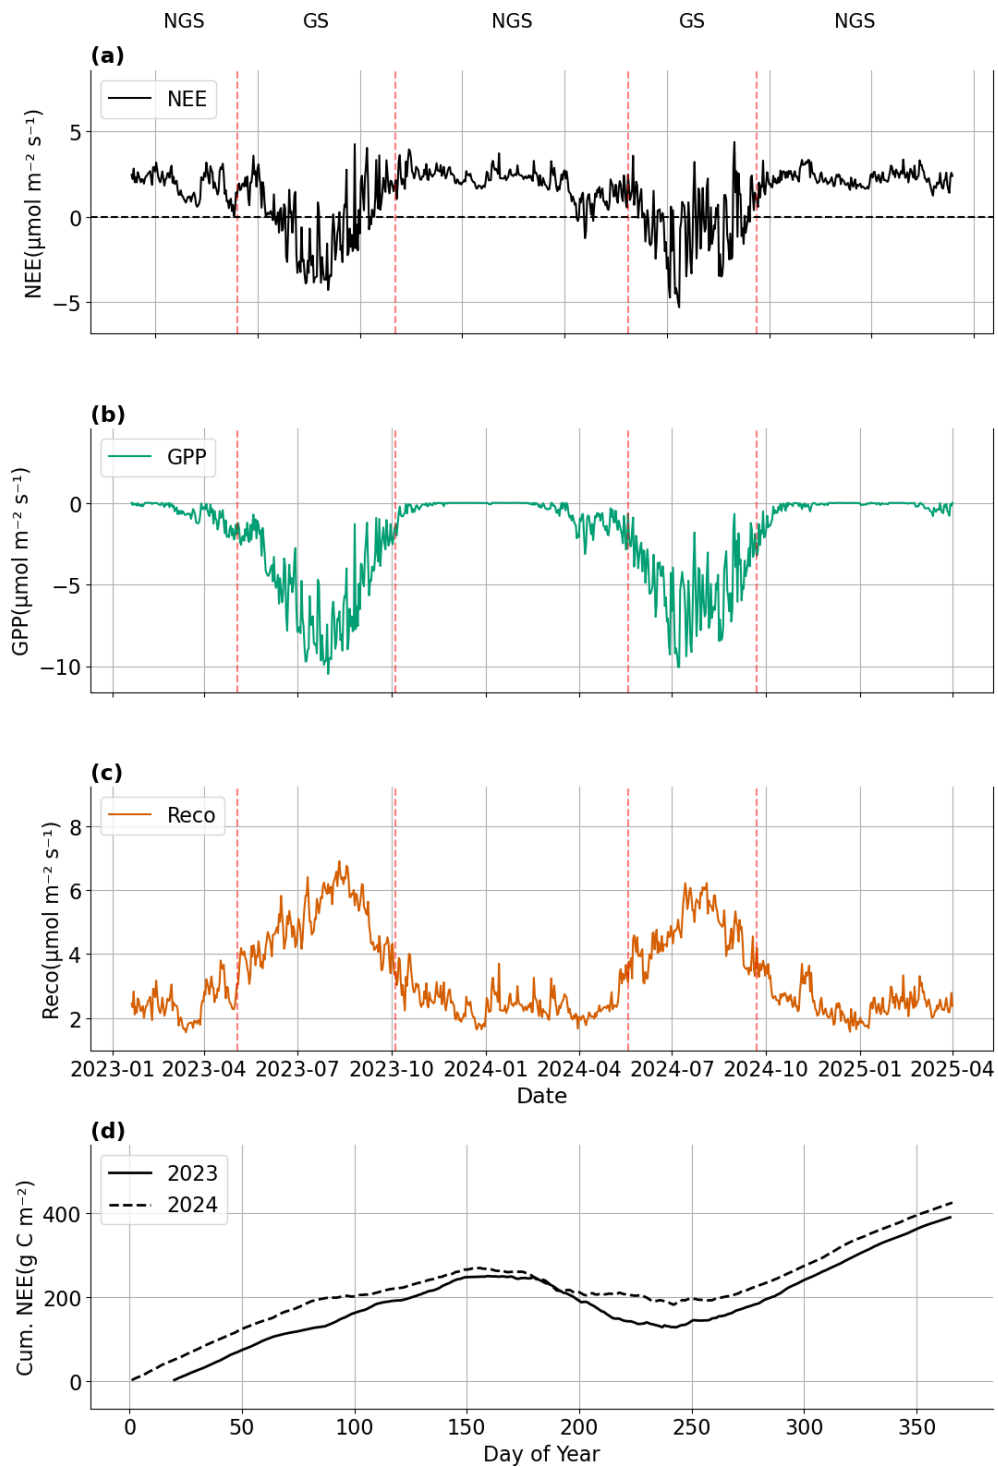 NGS GS NGS GS NGS
(a)
NEE
NEE(μmol m⁻² s⁻¹)
5
0
−5
(b)
GPP
GPP(μmol m⁻² s⁻¹)
0
−5
−10
(c)
Reco
Reco(μmol m⁻² s⁻¹)
8
6
4
2
2023-01 2023-04 2023-07 2023-10 2024-01 2024-04 2024-07 2024-10 2025-01 2025-04
Date
(d)
2023
2024
Cum. NEE(g C m⁻²)
400
200
0
0 50 100 150 200 250 300 350
Day of Year